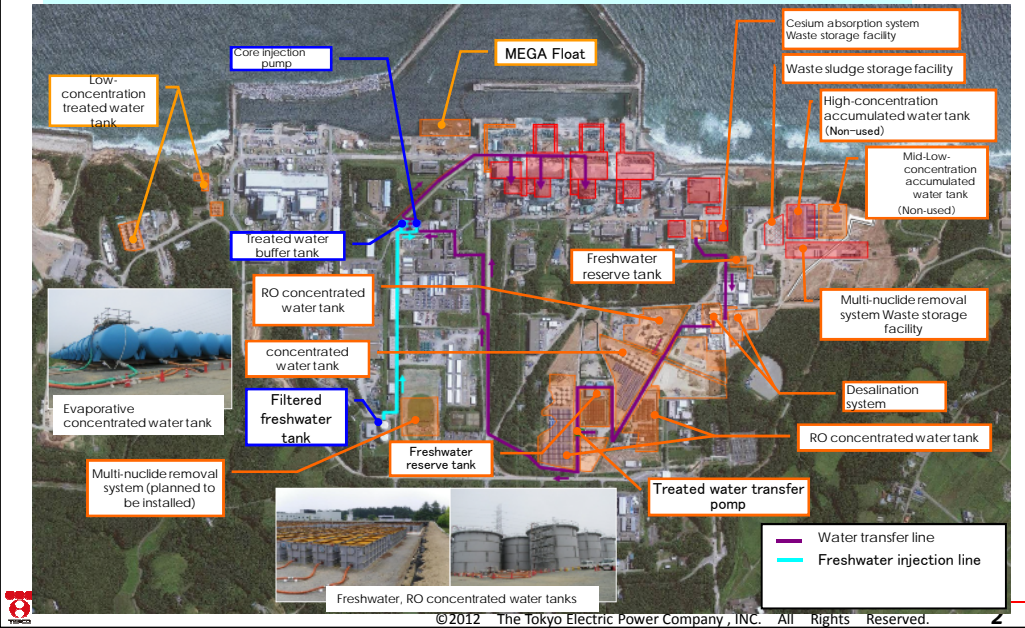 Cesium absorption system
Waste storage facility
Core injection
pump
MEGA Float
Waste sludge storage facility
Low-
concentration
treated water
tank
High-concentration
accumulated water tank
(Non-used)
Mid-Low-
concentration
accumulated
water tank
(Non-used)
Treated water
buffer tank
Freshwater
reserve tank
RO concentrated
water tank
Multi-nuclide removal
system Waste storage
facility
concentrated
water tank
Desalination
system
Evaporative
concentrated water tank
Filtered
freshwater
tank
RO concentrated water tank
Freshwater
reserve tank
Multi-nuclide removal
system (planned to
be installed)
Treated water transfer
pomp
Water transfer line
Freshwater injection line
Freshwater, RO concentrated water tanks
TEPCO
©2012 The Tokyo Electric Power Company , INC. All Rights Reserved.
2